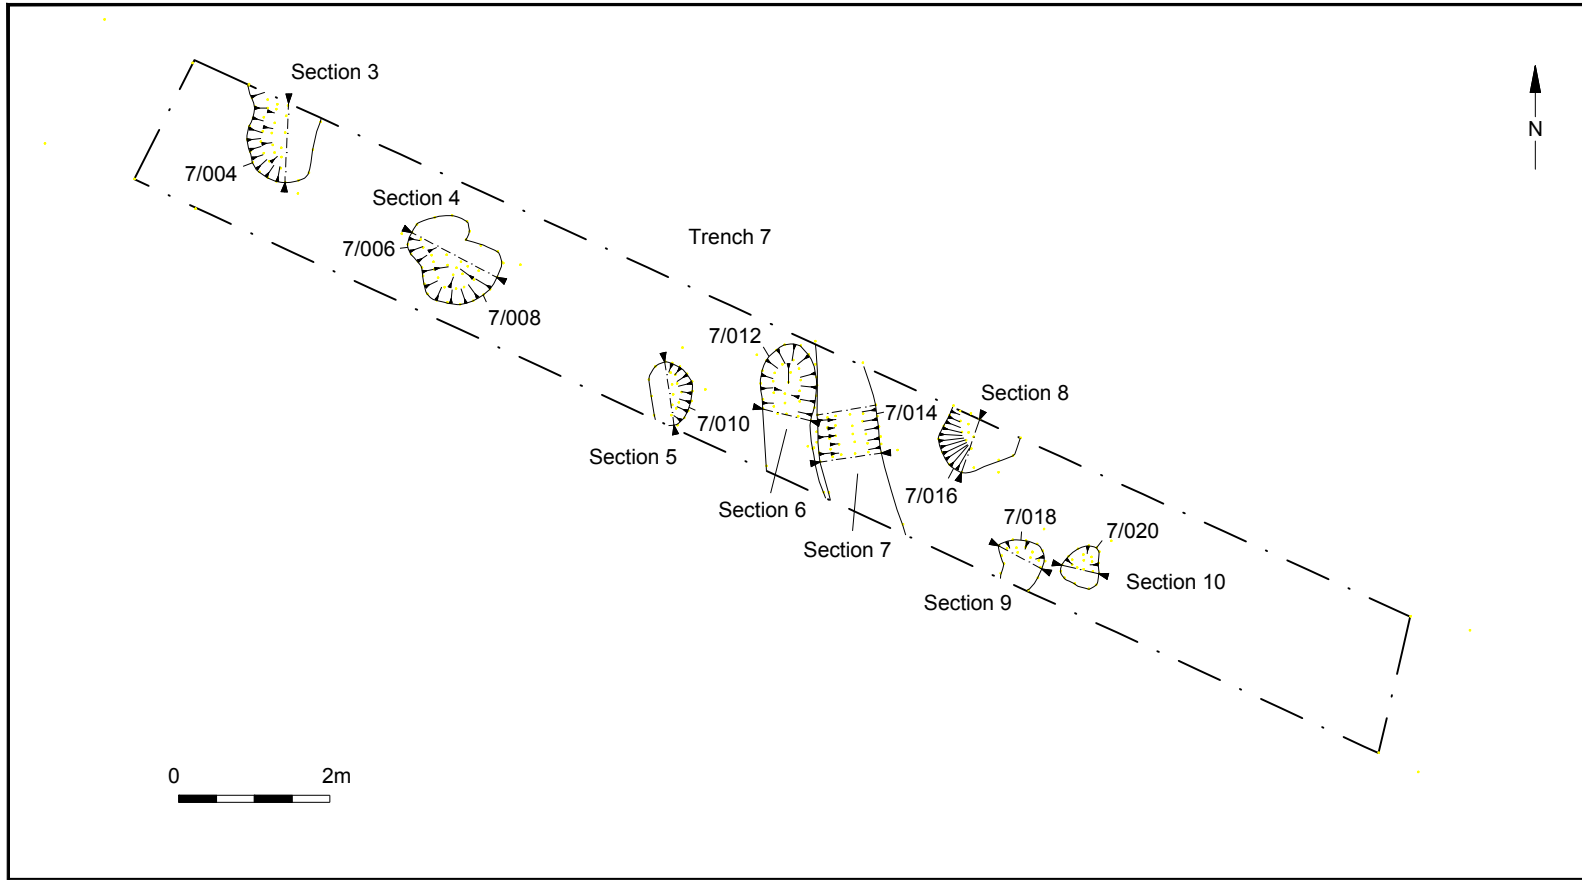 Section 3
N
7/004
Section 4
Trench 7
7/006
7/008
7/012
Section 8
7/014
7/010
Section 5
7/016
Section 6
7/018
7/020
Section 7
Section 10
Section 9
0 2m